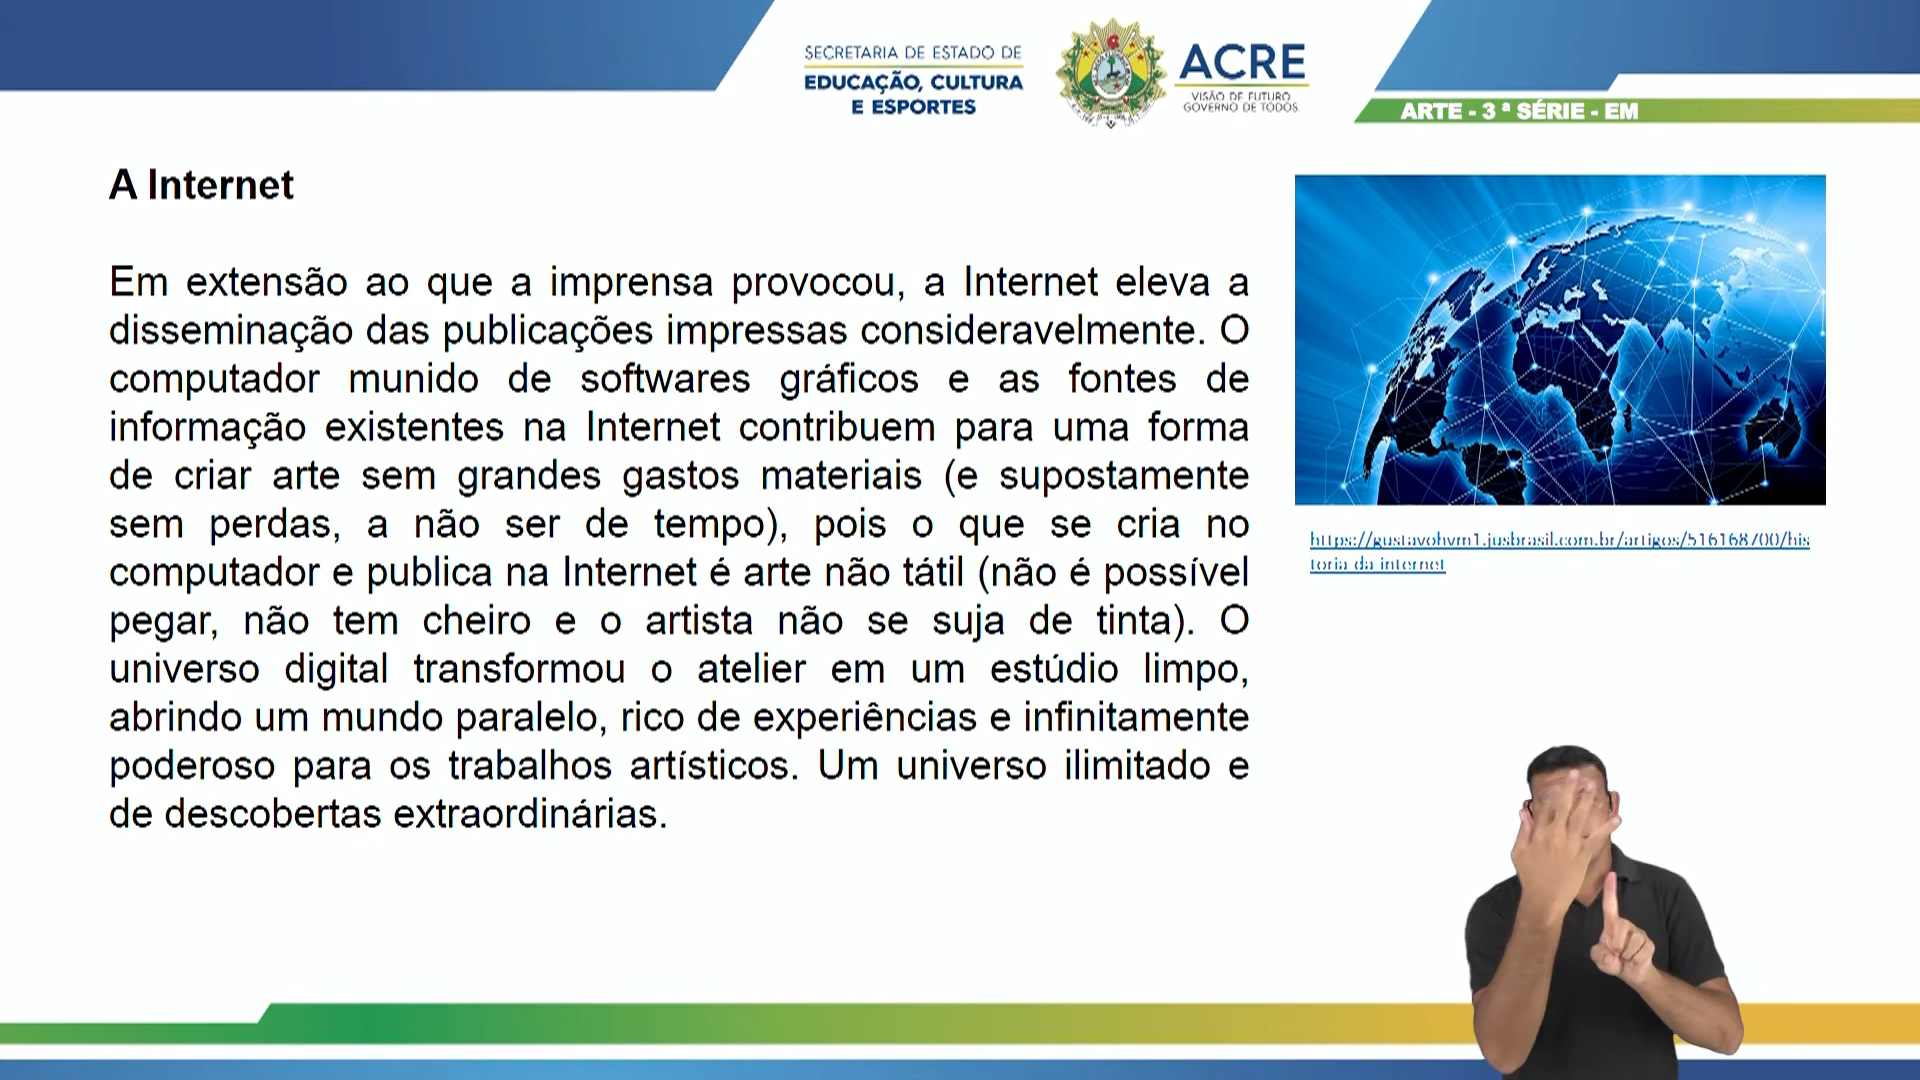 SECRETARIA DE ESTADO DE
EDUCAÇÃO, CULTURA
E ESPORTES
ACRE
VISÃO DE FUTURO
GOVERNO DE TODOS
ARTE - 3 ª SÉRIE - EM
A Internet
Em extensão ao que a imprensa provocou, a Internet eleva a
disseminação das publicações impressas consideravelmente. O
computador munido de softwares gráficos e as fontes de
informação existentes na Internet contribuem para uma forma
de criar arte sem grandes gastos materiais (e supostamente
sem perdas, a não ser de tempo), pois o que se cria no
computador e publica na Internet é arte não tátil (não é possível
pegar, não tem cheiro e o artista não se suja de tinta). O
universo digital transformou o atelier em um estúdio limpo,
abrindo um mundo paralelo, rico de experiências e infinitamente
poderoso para os trabalhos artísticos. Um universo ilimitado e
de descobertas extraordinárias.
https://gustavohvm1.jusbrasil.com.br/artigos/516168700/his
toria da internet